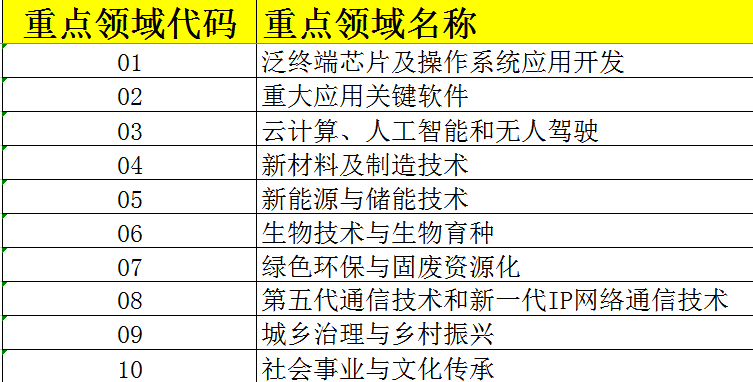 重点领域代码 重点领域名称
01 泛终端芯片及操作系统应用开发
02 重大应用关键软件
03 云计算、人工智能和无人驾驶
04 新材料及制造技术
05 新能源与储能技术
06 生物技术与生物育种
07 绿色环保与固废资源化
08 第五代通信技术和新一代IP网络通信技术
09 城乡治理与乡村振兴
10 社会事业与文化传承